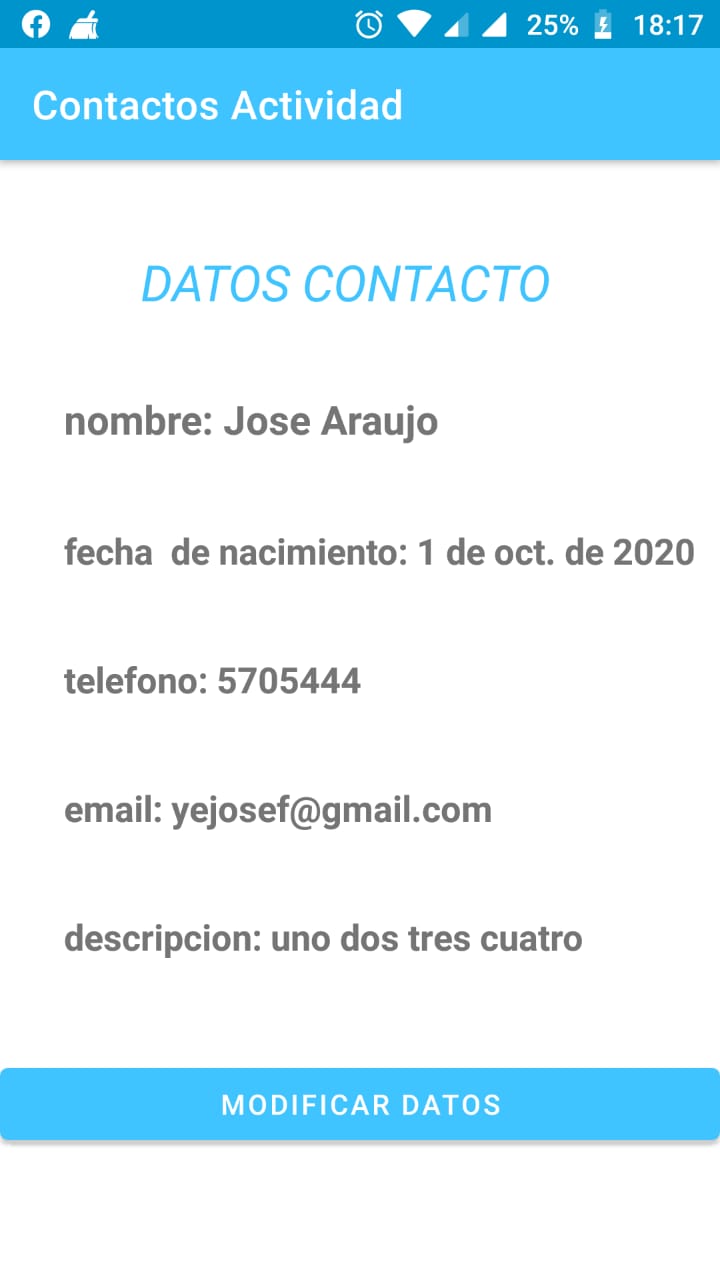 25% 18:17
Contactos Actividad
DATOS CONTACTO
nombre: Jose Araujo
fecha  de nacimiento: 1 de oct. de 2020
telefono: 5705444
email: yejosef@gmail.com
descripcion: uno dos tres cuatro
MODIFICAR DATOS